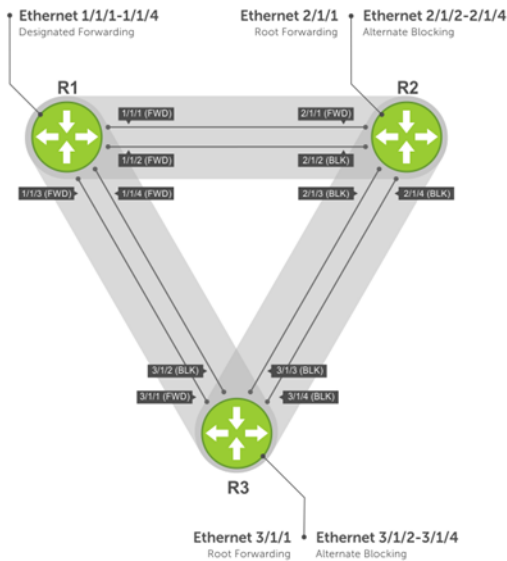 Ethernet 1/1/1-1/1/4
Designated Forwarding
Ethernet 2/1/1
Root Forwarding
Ethernet 2/1/2-2/1/4
Alternate Blocking
R1
R2
1/1/1 (FWD)
2/1/1 (FWD)
1/1/2 (FWD)
2/1/2 (BLK)
1/1/3 (FWD)
1/1/4 (FWD)
2/1/3 (BLK)
2/1/4 (BLK)
3/1/2 (BLK)
3/1/3 (BLK)
3/1/1 (FWD)
3/1/4 (BLK)
R3
Ethernet 3/1/1
Root Forwarding
Ethernet 3/1/2-3/1/4
Alternate Blocking